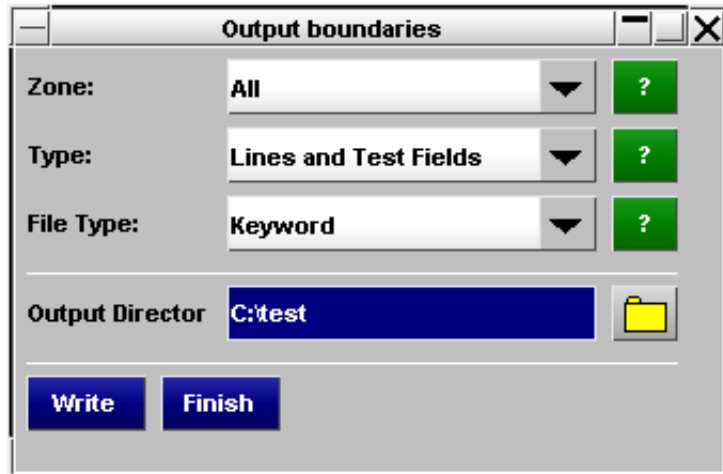 Output boundaries
Zone: All ?
Type: Lines and Test Fields ?
File Type: Keyword ?
Output Director C:\test
Write Finish